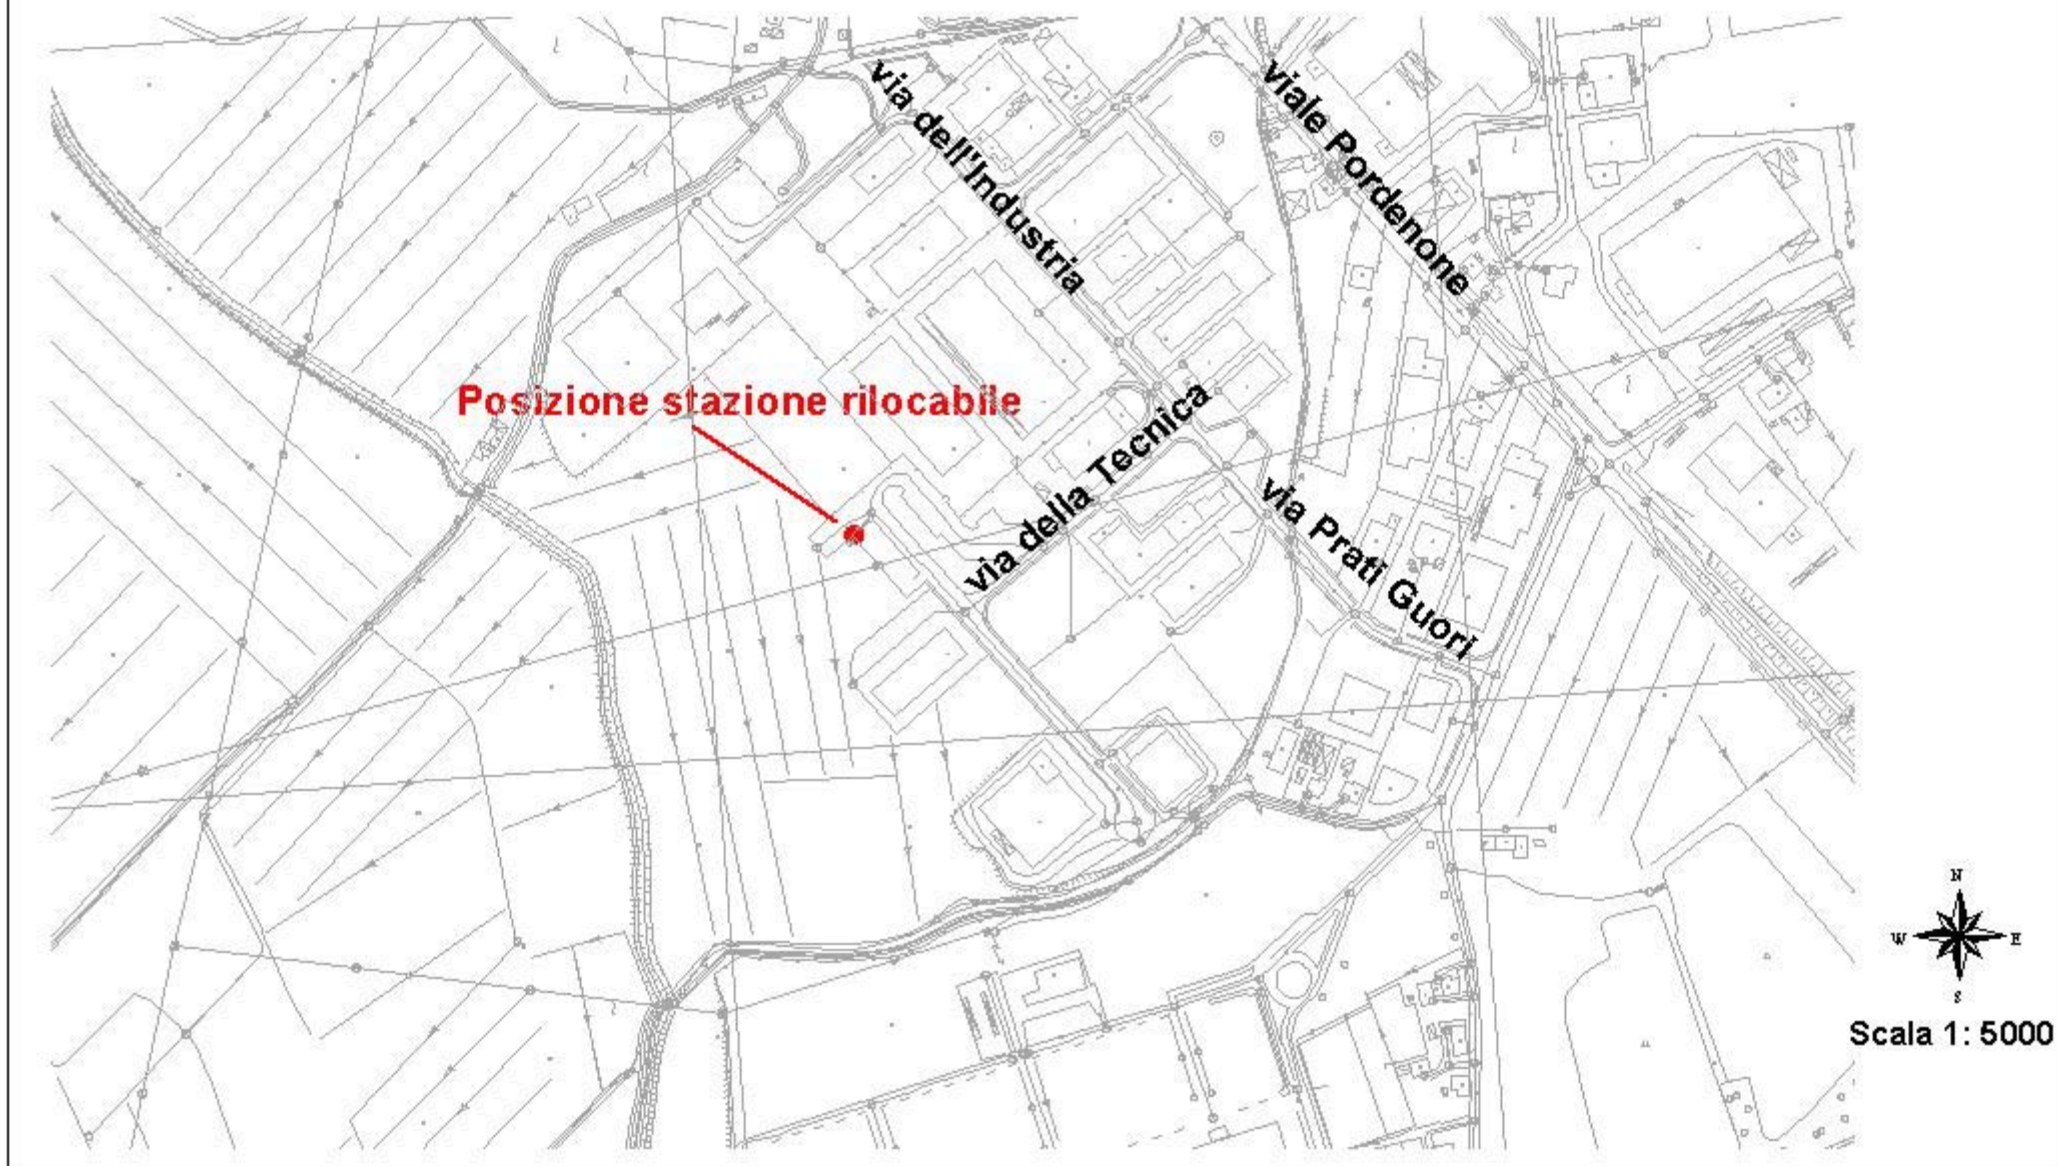 via dell'Industria
viale Pordenone
Posizione stazione rilocabile
via della Tecnica
via Prati Guori
N
W E
S
Scala 1: 5000